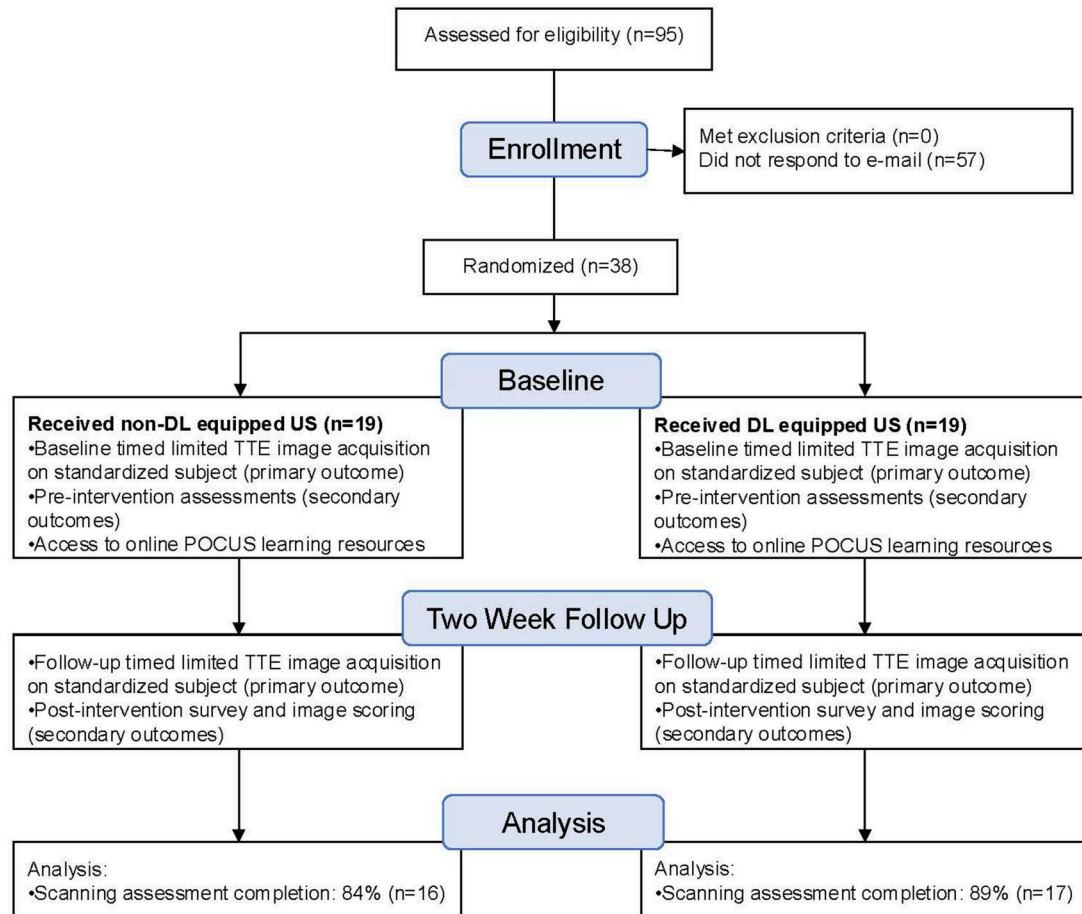 Assessed for eligibility (n=95)
Enrollment
Met exclusion criteria (n=0)
Did not respond to e-mail (n=57)
Randomized (n=38)
Baseline
Received non-DL equipped US (n=19)
•Baseline timed limited TTE image acquisition
on standardized subject (primary outcome)
•Pre-intervention assessments (secondary
outcomes)
•Access to online POCUS learning resources
Received DL equipped US (n=19)
•Baseline timed limited TTE image acquisition
on standardized subject (primary outcome)
•Pre-intervention assessments (secondary
outcomes)
•Access to online POCUS learning resources
Two Week Follow Up
•Follow-up timed limited TTE image acquisition
on standardized subject (primary outcome)
•Post-intervention survey and image scoring
(secondary outcomes)
•Follow-up timed limited TTE image acquisition
on standardized subject (primary outcome)
•Post-intervention survey and image scoring
(secondary outcomes)
Analysis
Analysis:
•Scanning assessment completion: 84% (n=16)
Analysis:
•Scanning assessment completion: 89% (n=17)